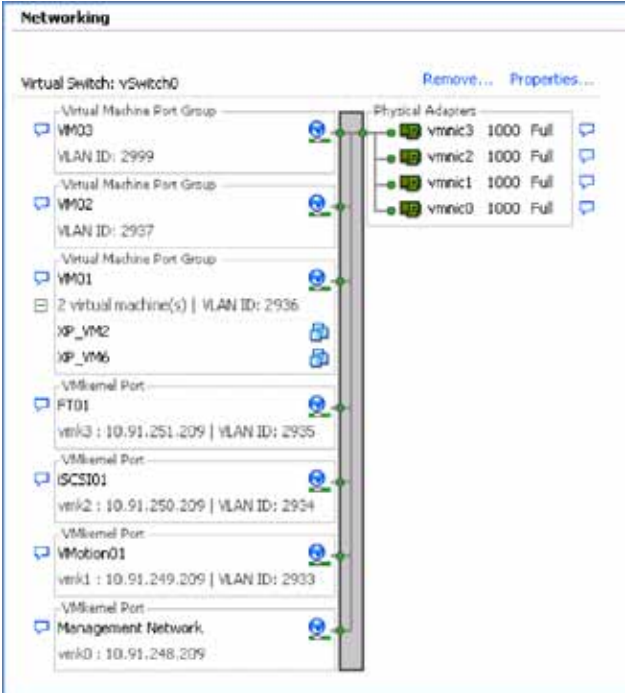 Networking
Virtual Switch: vSwitch0
Remove... Properties...
Virtual Machine Port Group
VM03
VLAN ID: 2999
Physical Adapters
vmnic3 1000 Full
vmnic2 1000 Full
vmnic1 1000 Full
vmnic0 1000 Full
Virtual Machine Port Group
VM02
VLAN ID: 2937
Virtual Machine Port Group
VM01
2 virtual machine(s) | VLAN ID: 2936
XP_VM2
XP_VM6
VMkernel Port
FT01
vmk3 : 10.91.251.209 | VLAN ID: 2935
VMkernel Port
iSCSI01
vmk2 : 10.91.250.209 | VLAN ID: 2934
VMkernel Port
VMotion01
vmk1 : 10.91.249.209 | VLAN ID: 2933
VMkernel Port
Management Network
vmk0 : 10.91.248.209